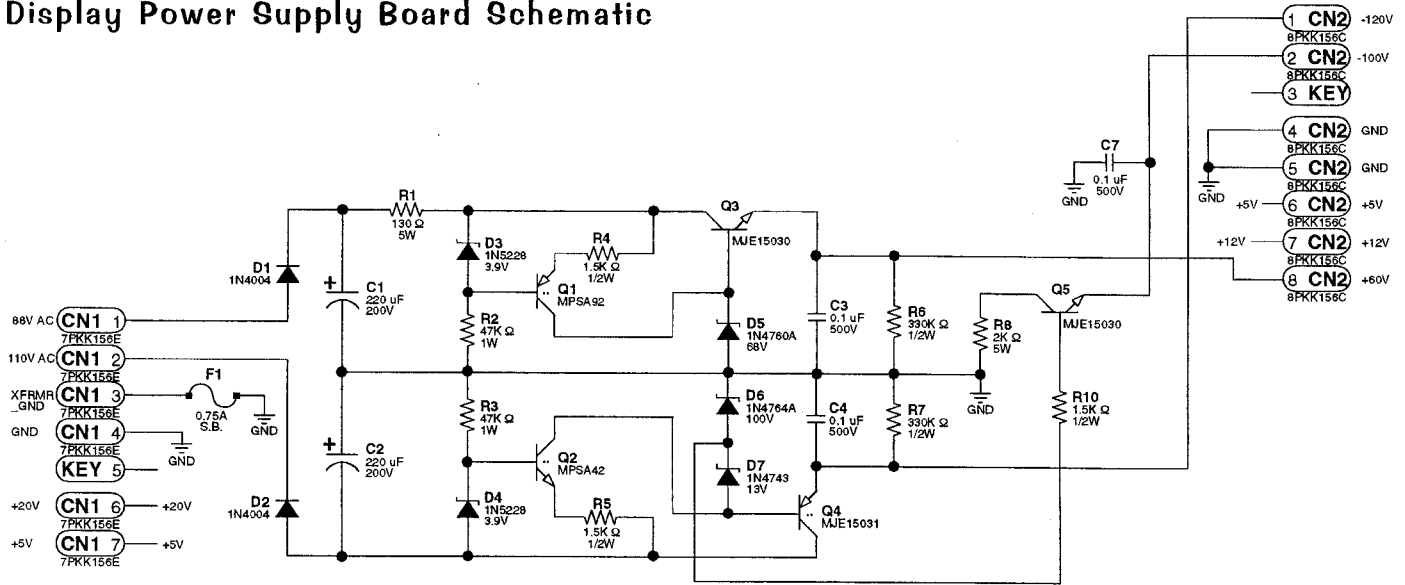 Display Power Supply Board Schematic
1 CN2 -120V
8PKK156C
2 CN2 -100V
8PKK156C
3 KEY
4 CN2 GND
8PKK156C
5 CN2 GND
8PKK156C
GND
+5V 6 CN2 +5V
8PKK156C
+12V 7 CN2 +12V
8PKK156C
8 CN2 +60V
8PKK156C
C7
0.1 uF
500V
GND
R1
130 Ω
5W
Q3
MJE15030
D3
1N5228
3.9V
R4
1.5K Ω
1/2W
D1
1N4004
C1
220 uF
200V
Q1
MPSA92
R2
47K Ω
1W
D5
1N4760A
68V
C3
0.1 uF
500V
R6
330K Ω
1/2W
R8
2K Ω
5W
Q5
MJE15030
88V AC CN1 1
7PKK156E
110V AC CN1 2
7PKK156E
XFRMR
_GND
CN1 3
7PKK156E
F1
0.75A
S.B.
GND
GND CN1 4
7PKK156E
GND
KEY 5
+20V CN1 6 +20V
7PKK156E
+5V CN1 7 +5V
7PKK156E
R3
47K Ω
1W
D6
1N4764A
100V
C4
0.1 uF
500V
R7
330K Ω
1/2W
GND
R10
1.5K Ω
1/2W
C2
220 uF
200V
Q2
MPSA42
D7
1N4743
13V
D2
1N4004
D4
1N5228
3.9V
R5
1.5K Ω
1/2W
Q4
MJE15031